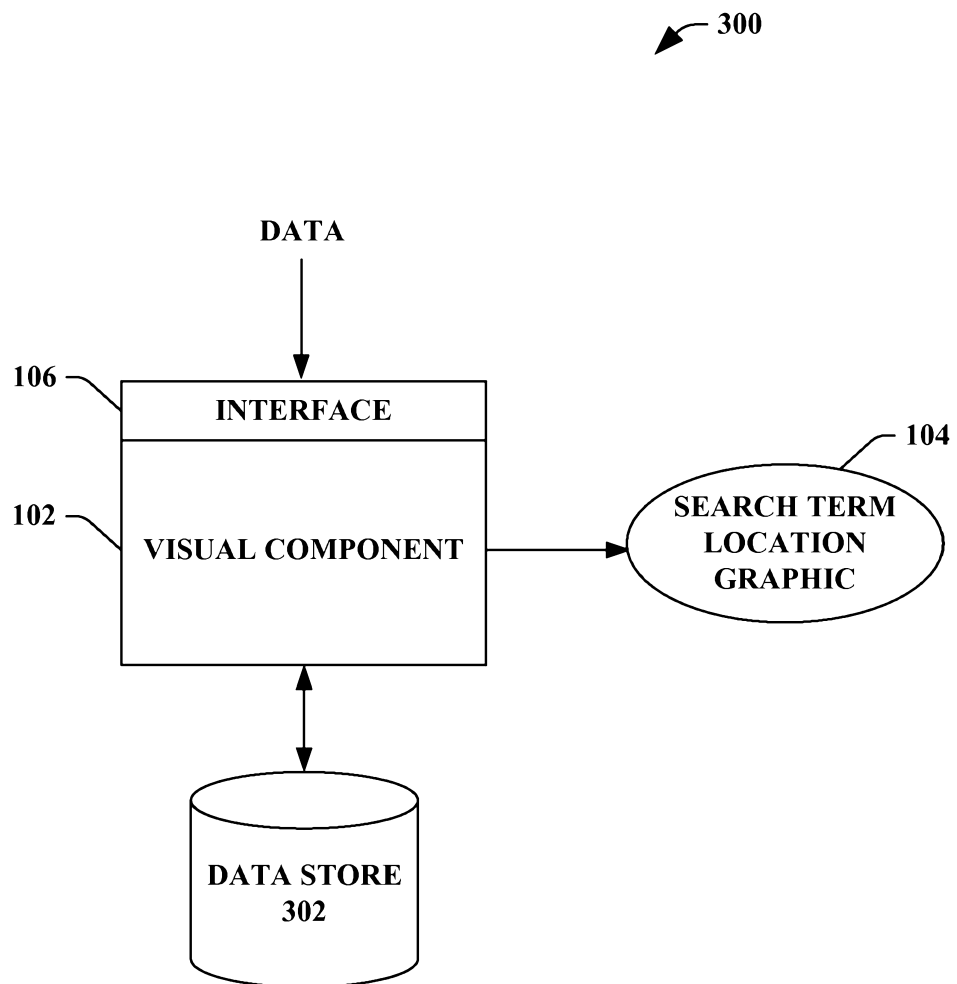 300
DATA
106
INTERFACE
104
102
VISUAL COMPONENT
SEARCH TERM
LOCATION
GRAPHIC
DATA STORE
302